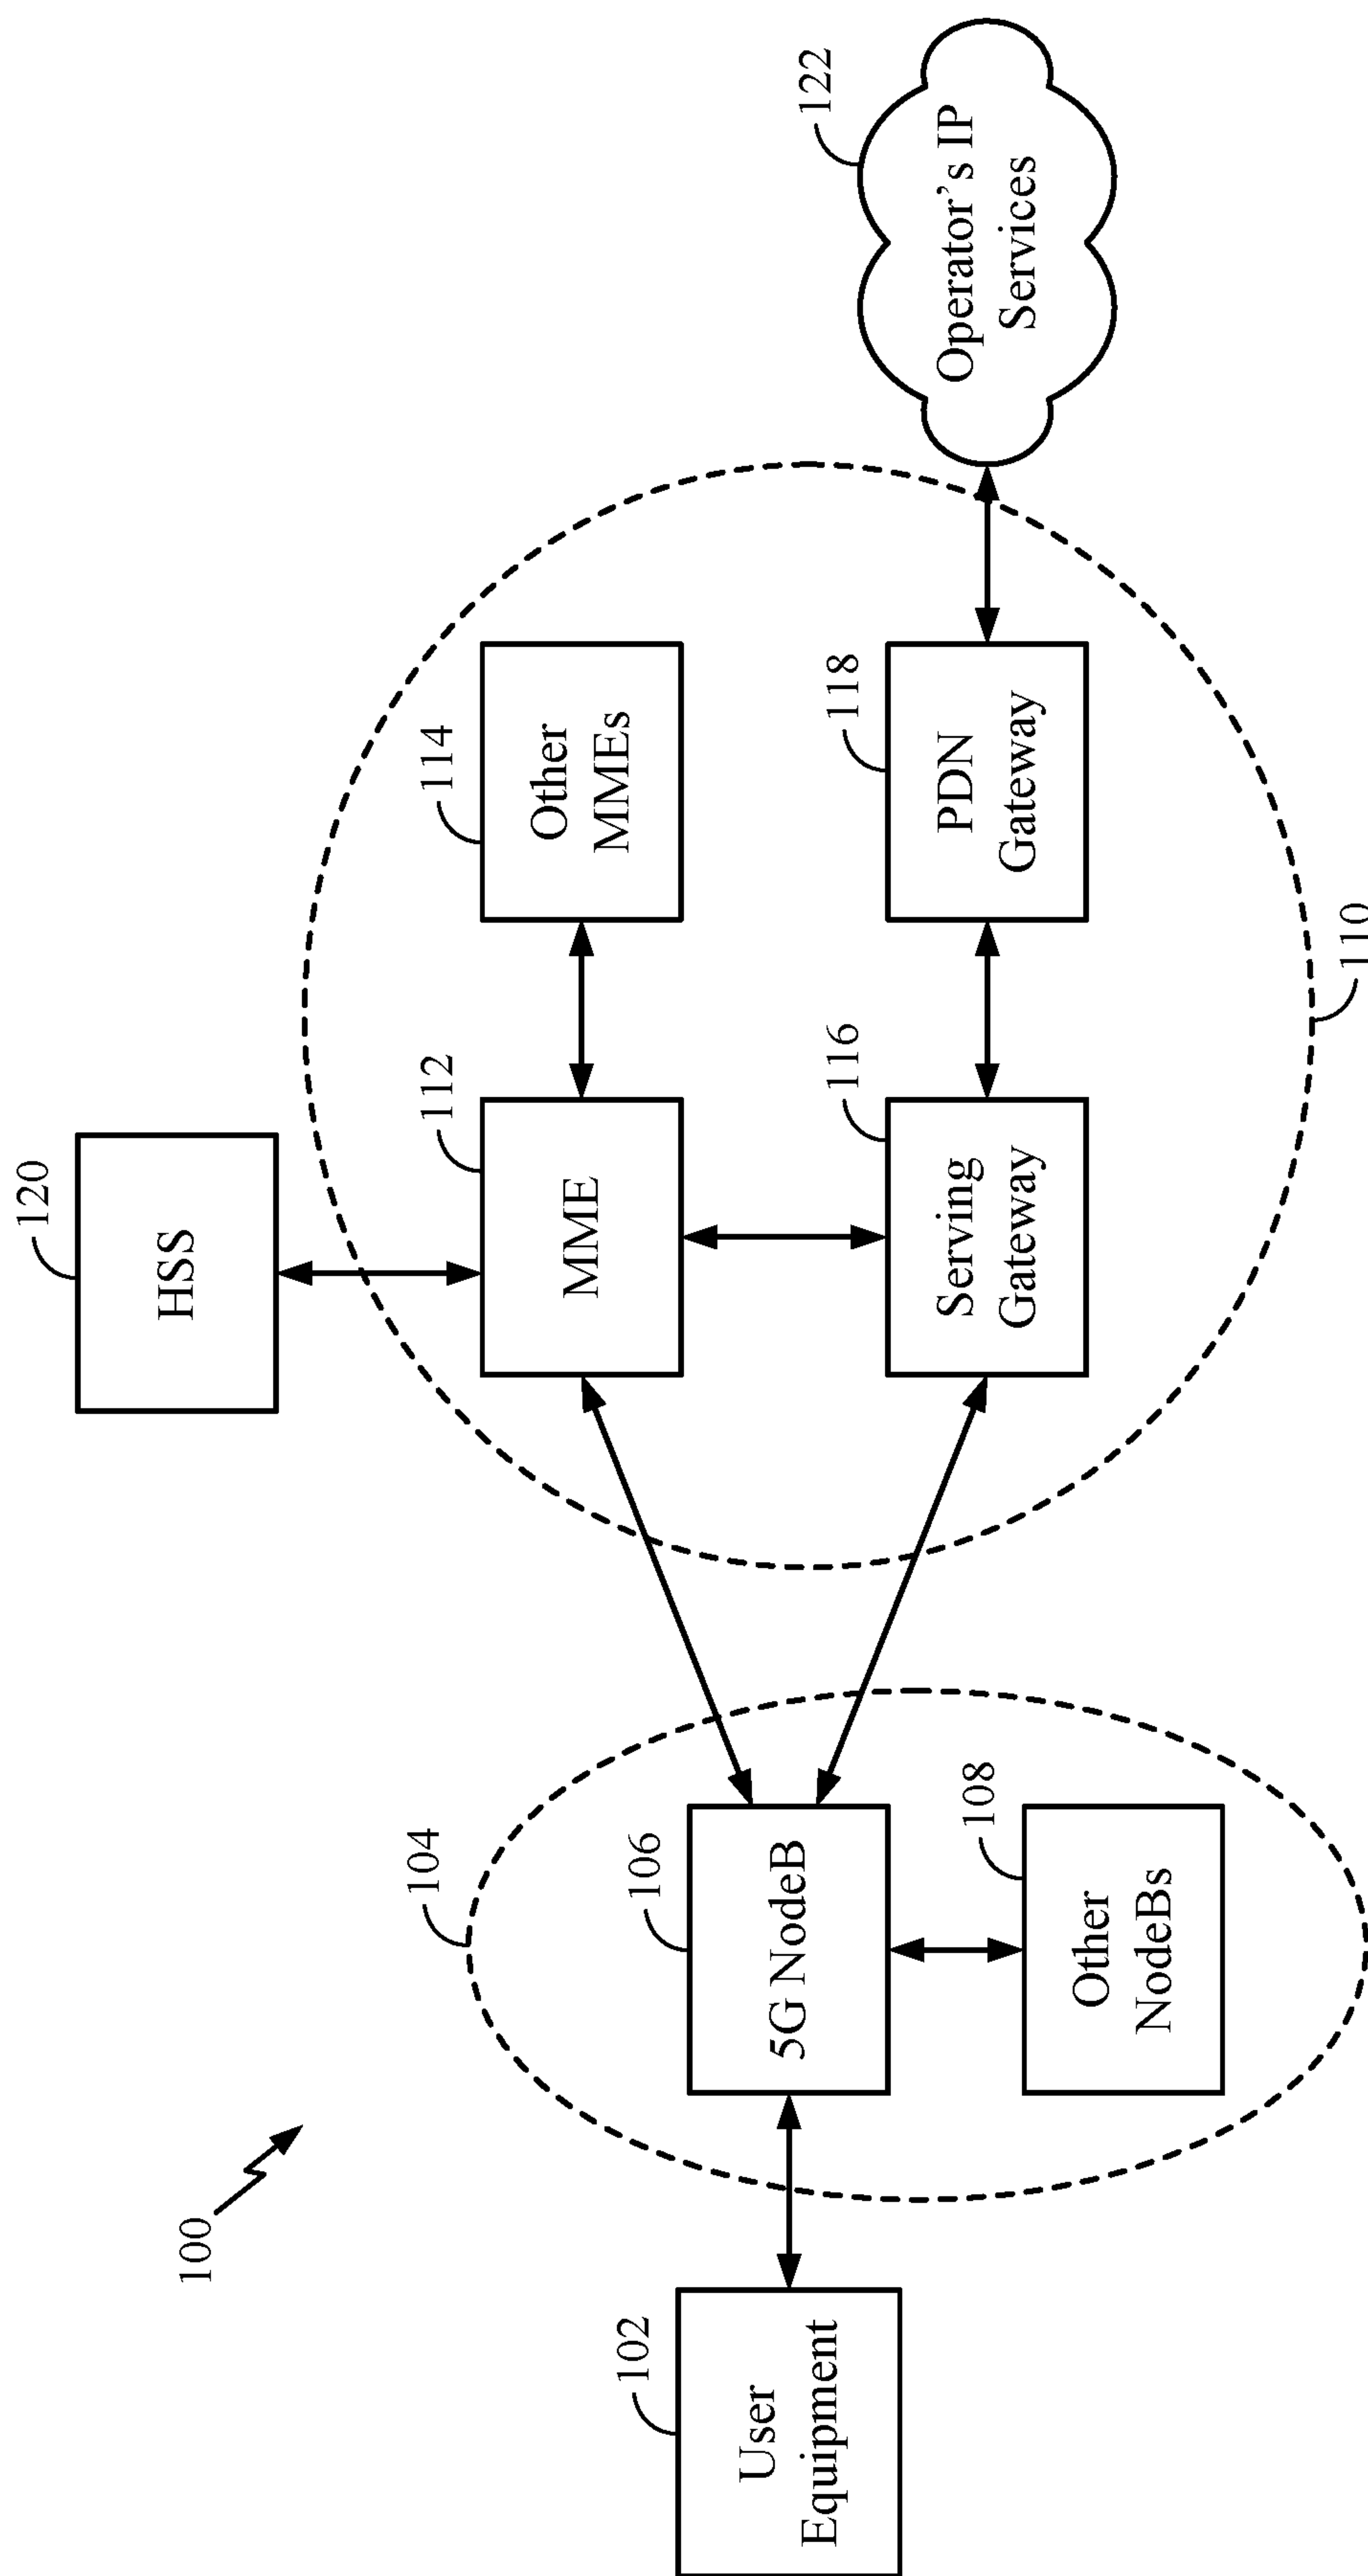 100
120
HSS
122
Operator's IP
Services
112
MME
114
Other
MMEs
104
106
5G NodeB
116
Serving
Gateway
118
PDN
Gateway
102
User
Equipment
108
Other
NodeBs
110